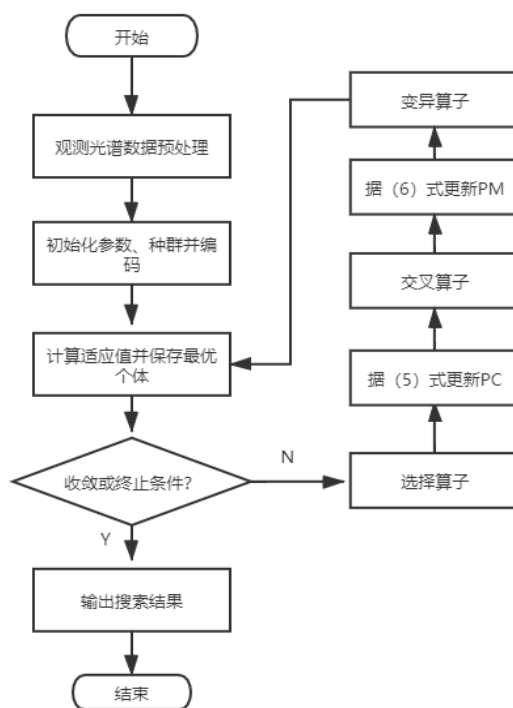 开始
观测光谱数据预处理
初始化参数、种群并编
码
计算适应值并保存最优
个体
收敛或终止条件?
N
Y
输出搜索结果
结束
变异算子
据（6）式更新PM
交叉算子
据（5）式更新PC
选择算子